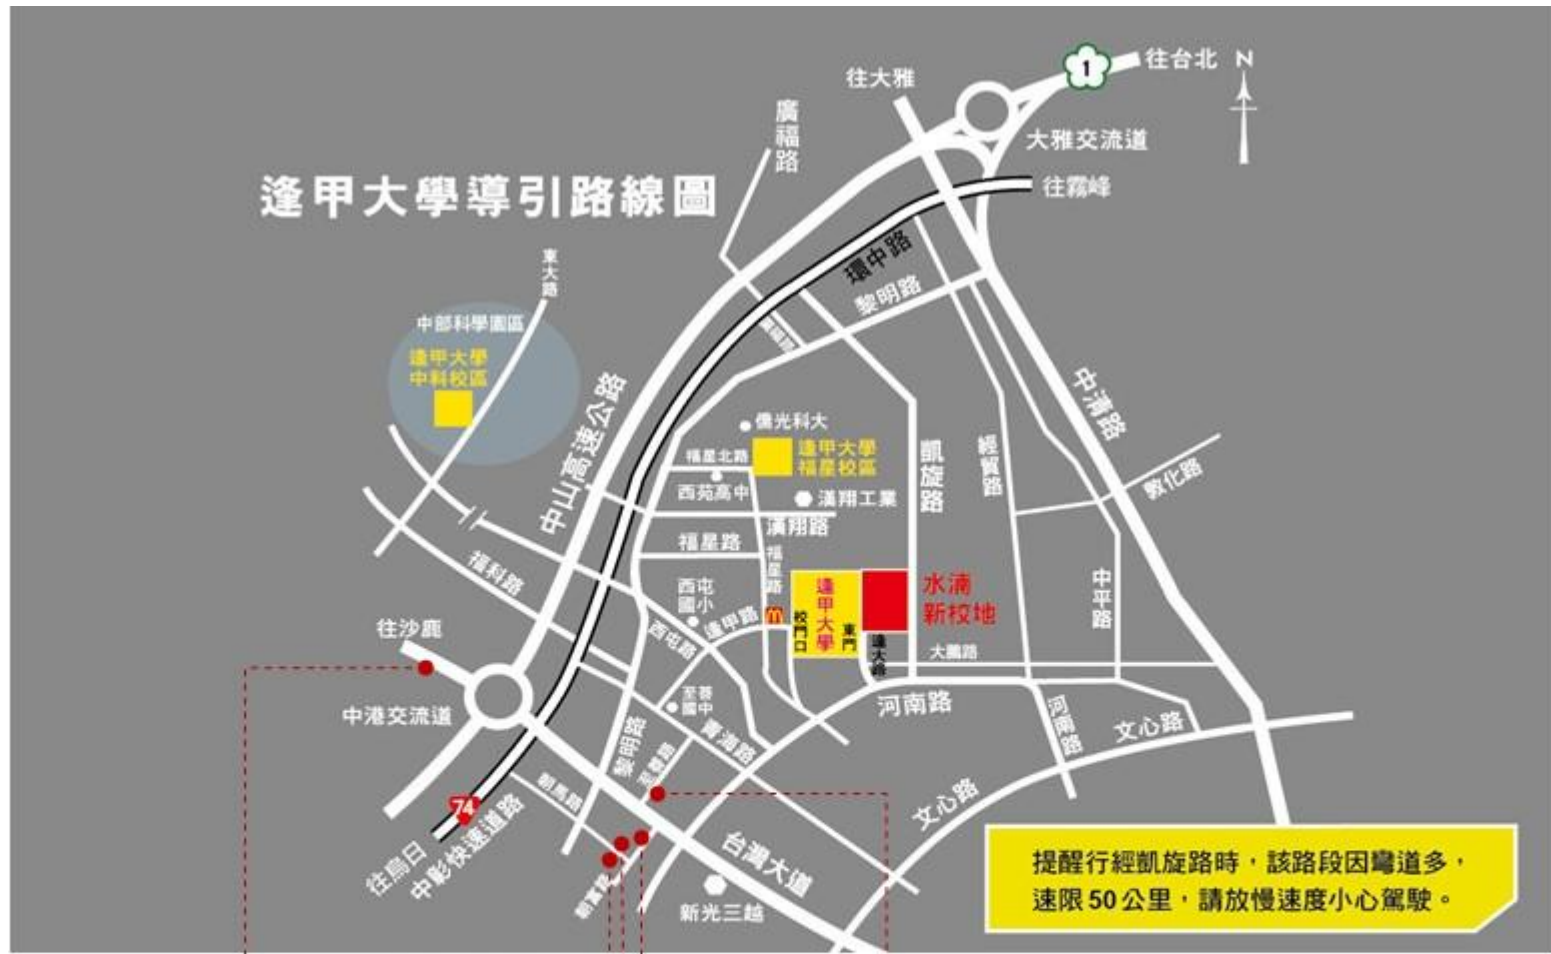 往台北
N
1
往大雅
大雅交流道
廣福路
往霧峰
逢甲大學導引路線圖
環中路
東大路
黎明路
中部科學園區
廣福路
逢甲大學
中科校區
中山高速公路
中清路
僑光科大
逢甲大學
福星校區
福星北路
凱旋路
經貿路
西苑高中
漢翔工業
敦化路
漢翔路
福星路
福星路
福科路
西屯
國小
逢甲大學
水湳
新校地
中平路
往沙鹿
西屯路
逢甲路
校門口
東門
逢大路
大鵬路
中港交流道
至善
國中
河南路
河南路
文心路
黎明路
至善路
青海路
朝馬路
74
文心路
往烏日
中彰快速道路
台灣大道
朝富路
新光三越
提醒行經凱旋路時，該路段因彎道多，
速限50公里，請放慢速度小心駕駛。